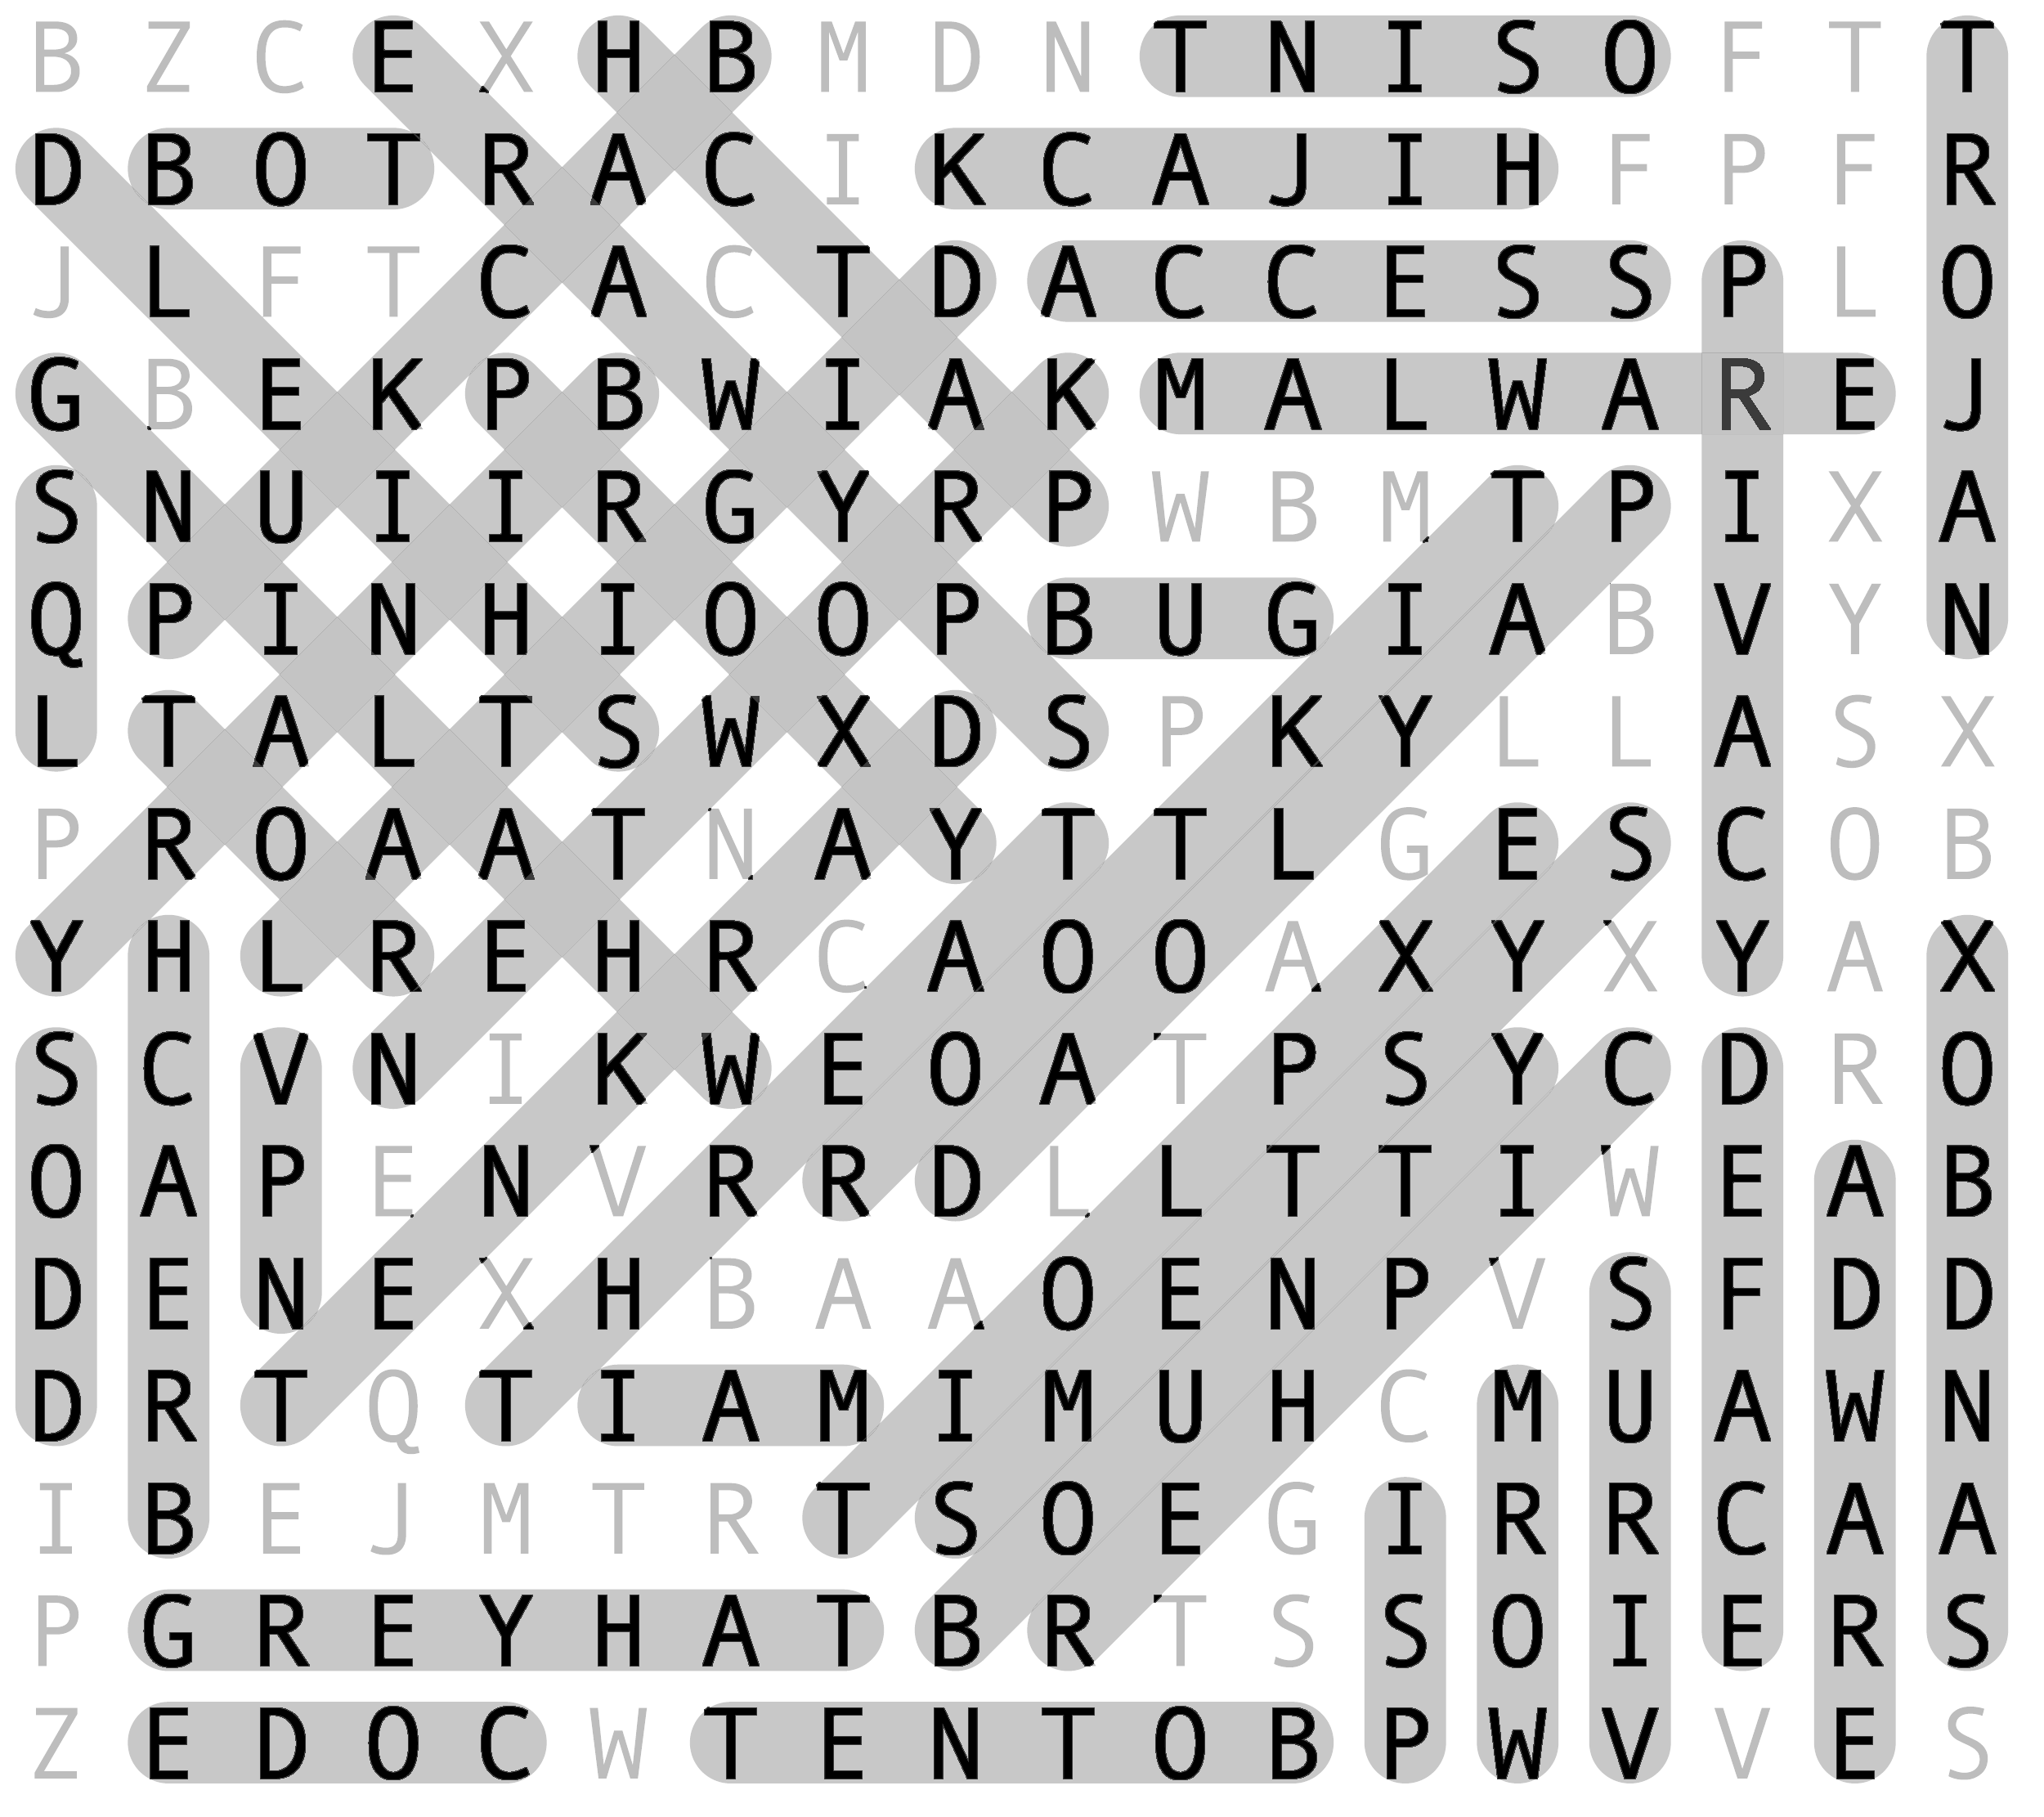 B Z C E X H B M D N T N I S O F T T
D B O T R A C I K C A J I H F P F R
J L F T C A C T D A C C E S S P L O
G B E K P B W I A K M A L W A R E J
S N U I I R G Y R P W B M T P I X A
Q P I N H I O O P B U G I A B V Y N
L T A L T S W X D S P K Y L L A S X
P R O A A T N A Y T T L G E S C O B
Y H L R E H R C A O O A X Y X Y A X
S C V N I K W E O A T P S Y C D R O
O A P E N V R R D L L T T I W E A B
D E N E X H B A A O E N P V S F D D
D R T Q T I A M I M U H C M U A W N
I B E J M T R T S O E G I R R C A A
P G R E Y H A T B R T S S O I E R S
Z E D O C W T E N T O B P W V V E S